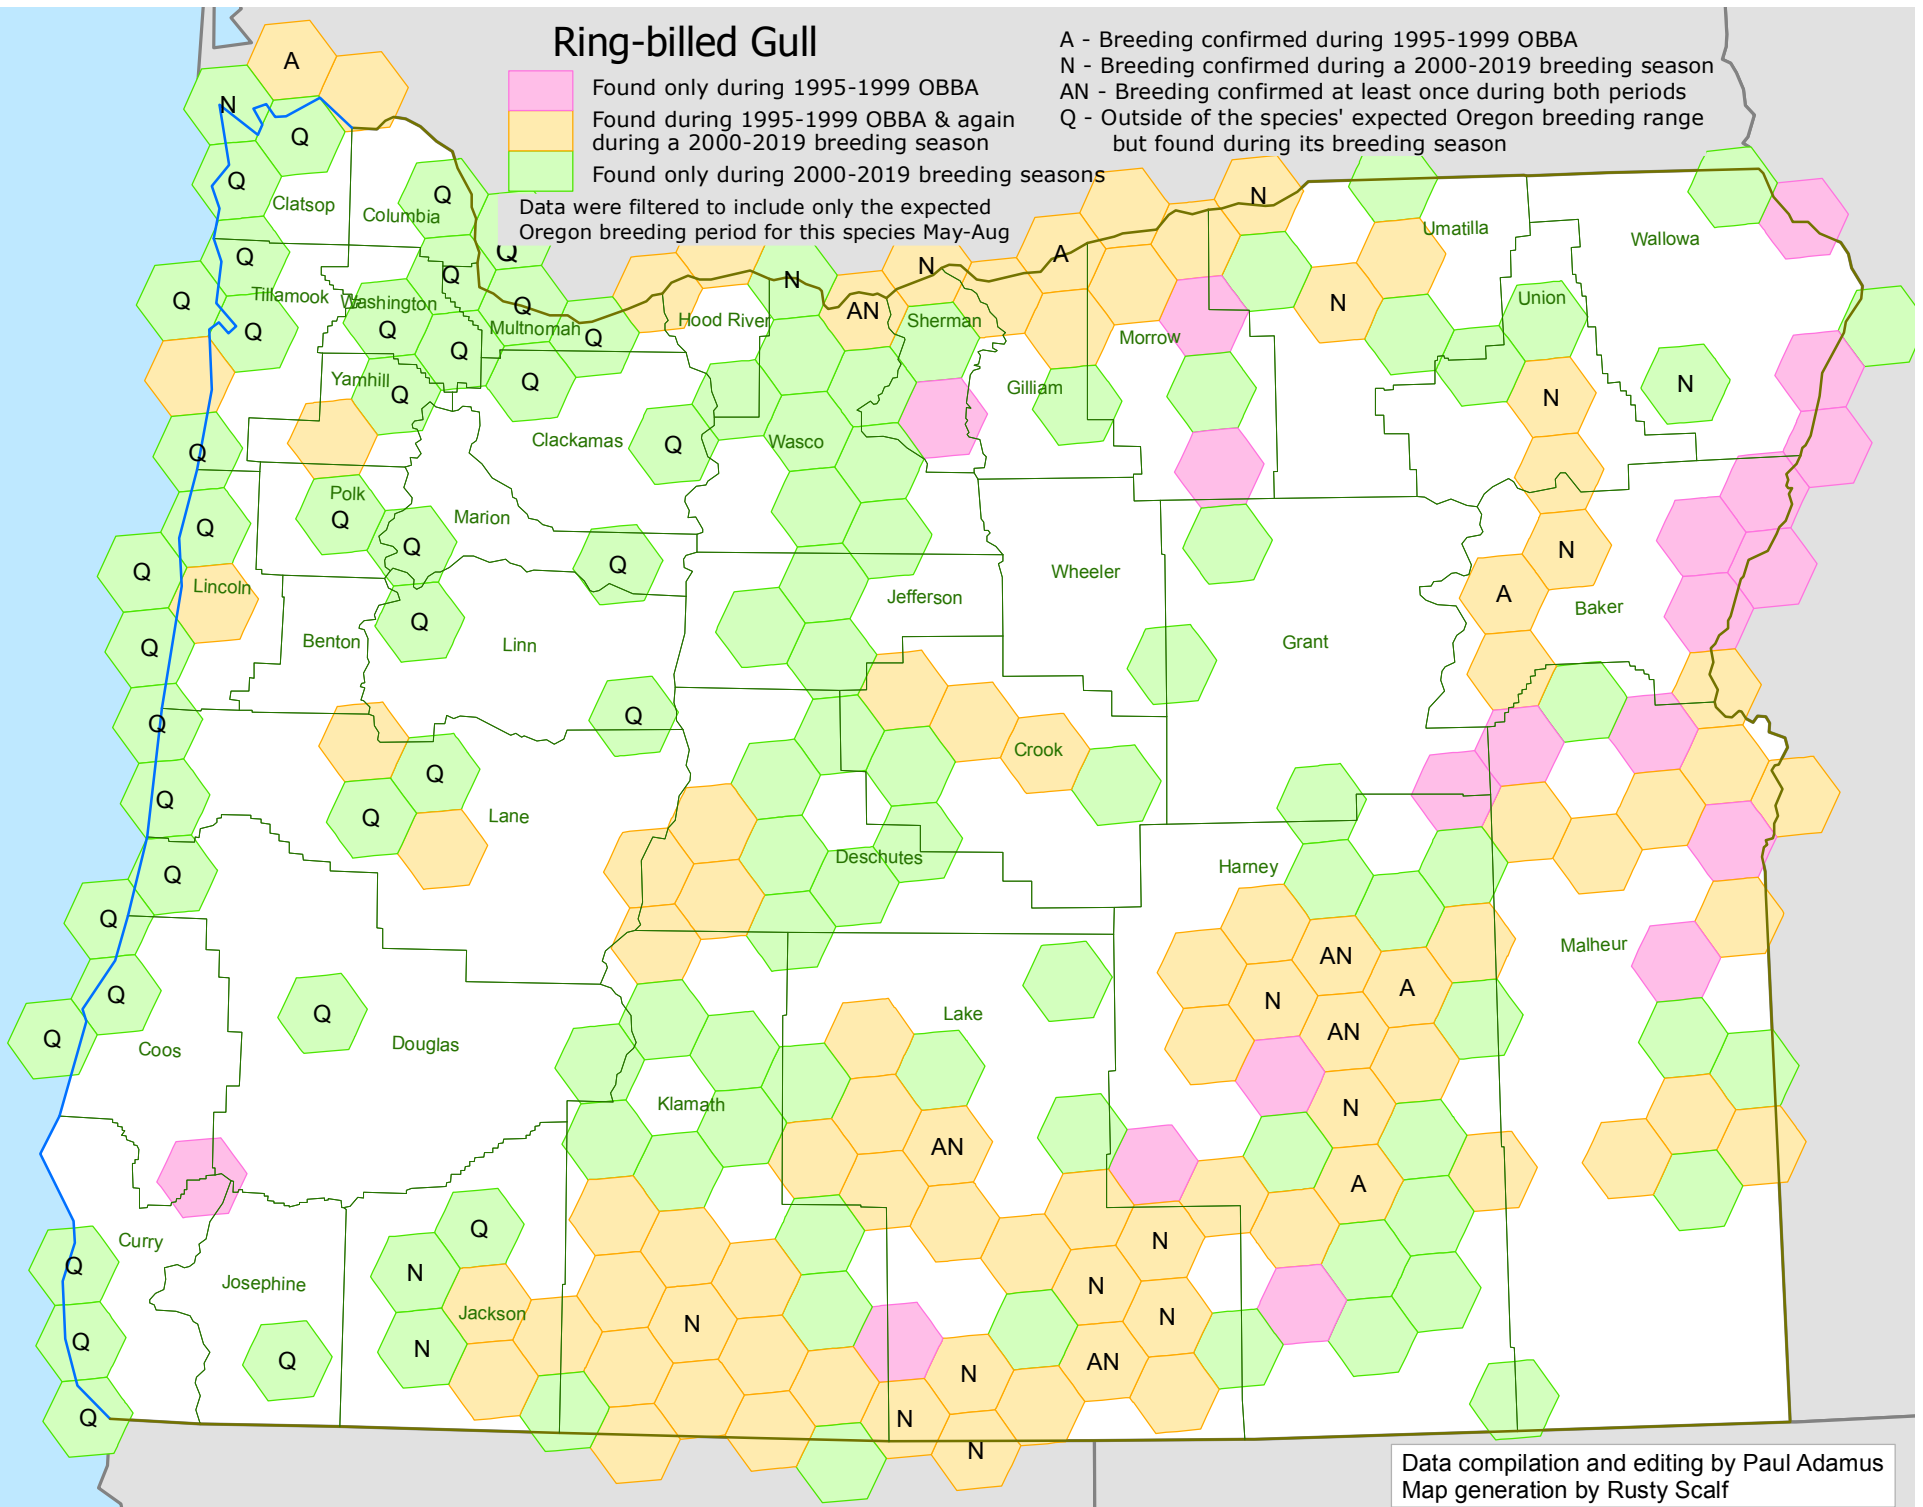 Ring-billed Gull
Found only during 1995-1999 OBBA
Found during 1995-1999 OBBA & again
during a 2000-2019 breeding season
Found only during 2000-2019 breeding seasons
Data were filtered to include only the expected
Oregon breeding period for this species May-Aug
A - Breeding confirmed during 1995-1999 OBBA
N - Breeding confirmed during a 2000-2019 breeding season
AN - Breeding confirmed at least once during both periods
Q - Outside of the species' expected Oregon breeding range
but found during its breeding season
A
N
Q
Q
Clatsop
Q
Columbia
N
Umatilla
Wallowa
Q
Q
Q
A
N
Q
Tillamook
Washington
Q
N
AN
N
Union
Q
Q
Multnomah
Q
Hood River
Sherman
Morrow
Q
Yamhill
Q
Q
Gilliam
N
N
Q
Clackamas
Q
Wasco
Polk
Q
Marion
Q
Q
Q
N
Q
Lincoln
Wheeler
Jefferson
A
Baker
Q
Benton
Q
Linn
Grant
Q
Q
Crook
Q
Q
Q
Lane
Deschutes
Harney
Q
Q
Malheur
AN
Q
N
A
Q
Q
Coos
Douglas
Lake
AN
Klamath
N
AN
A
Q
Curry
Q
N
N
Josephine
Jackson
N
N
N
Q
Q
N
N
AN
Q
N
N
Data compilation and editing by Paul Adamus
Map generation by Rusty Scalf